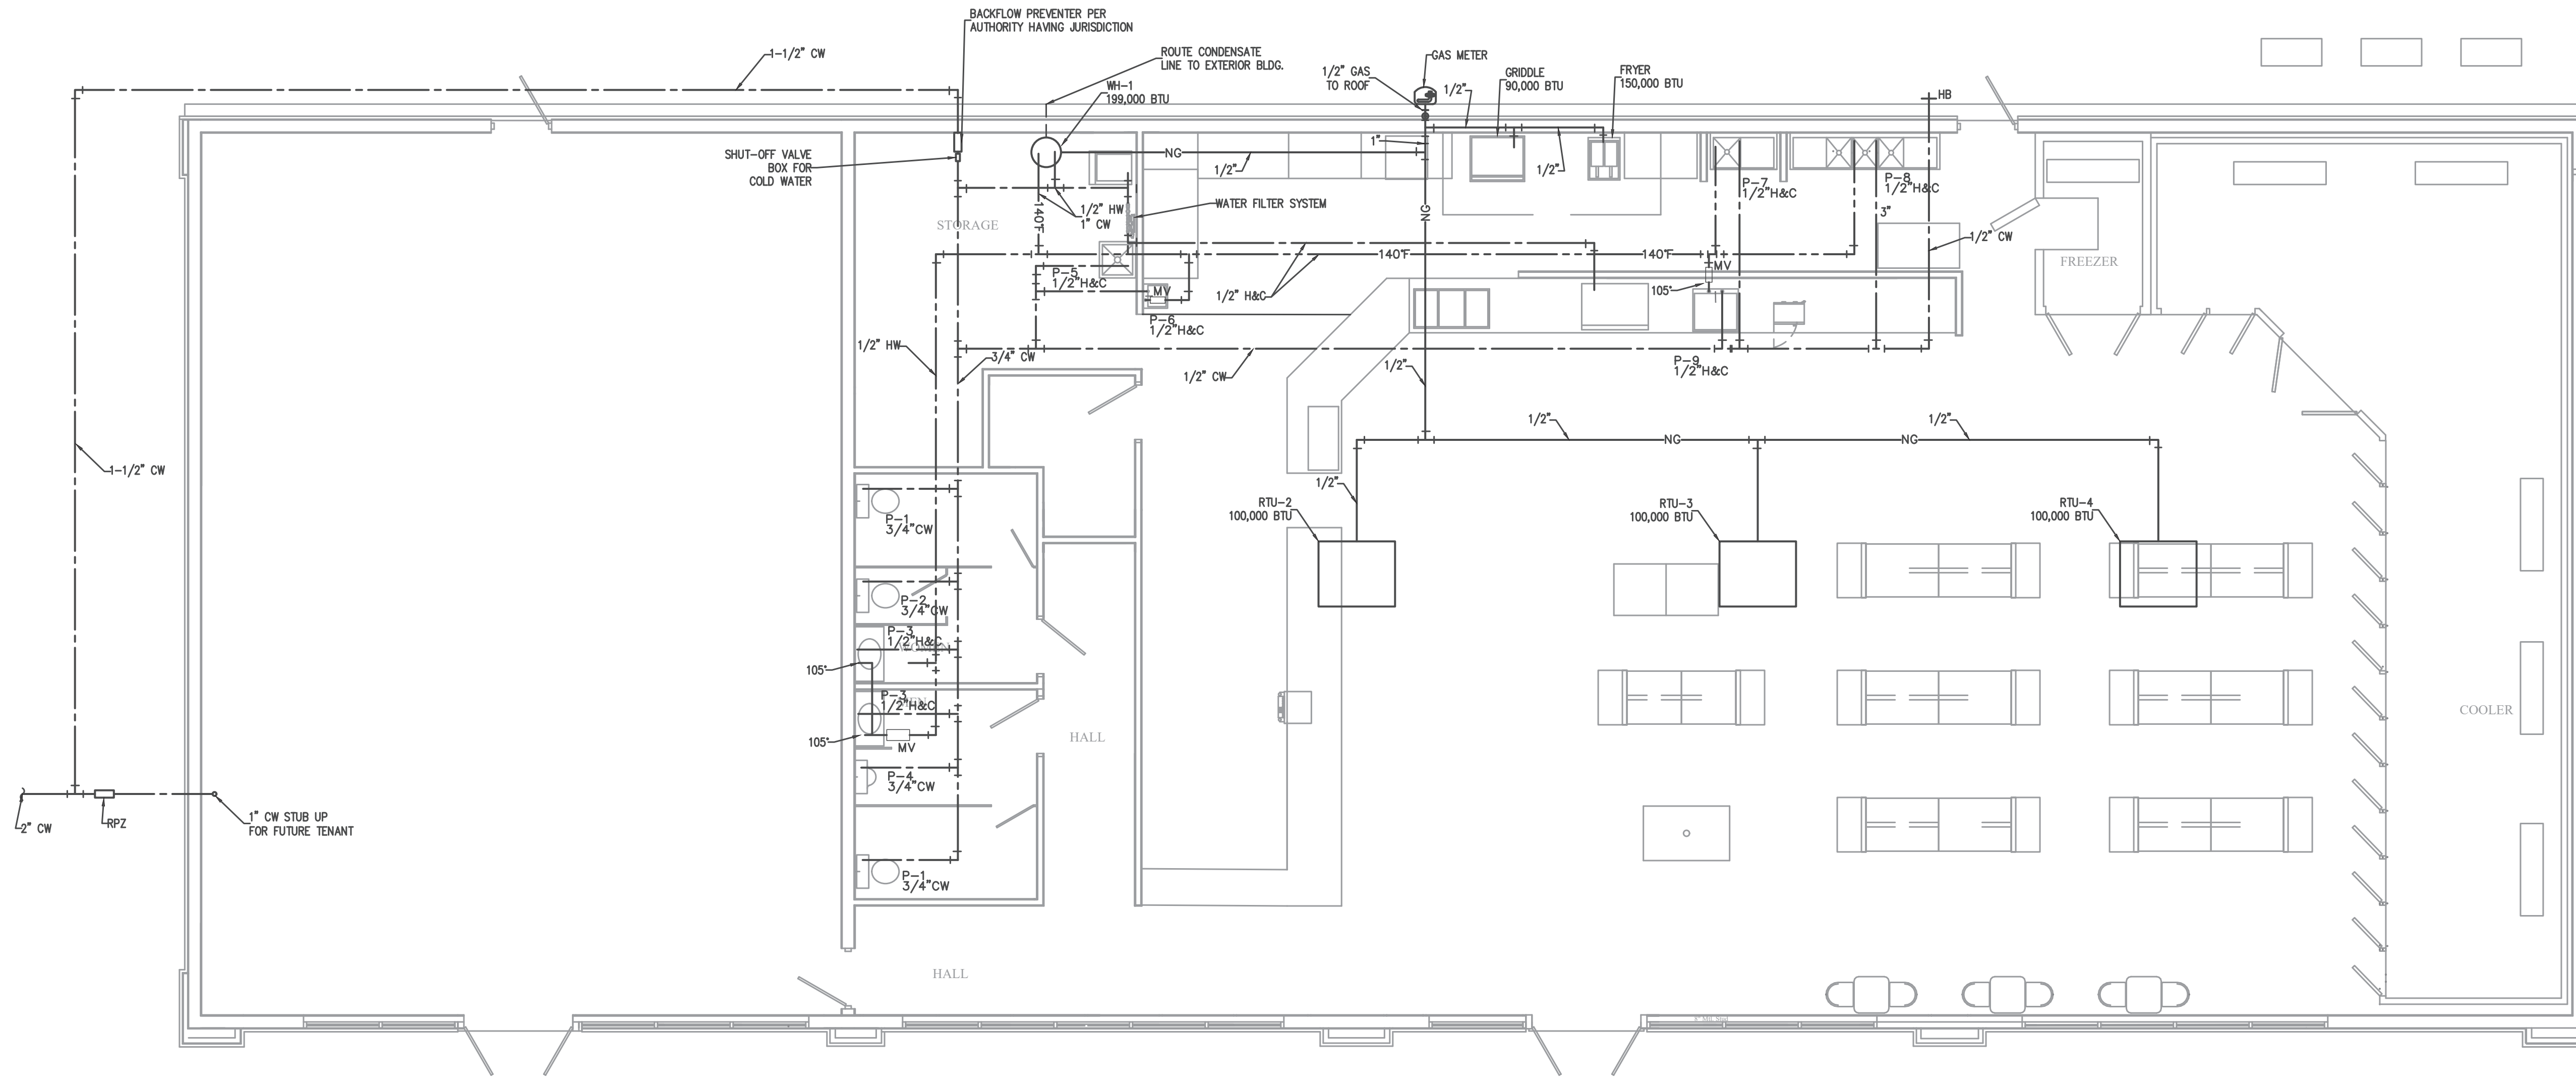 BACKFLOW PREVENTER PER
AUTHORITY HAVING JURISDICTION
1-1/2" CW
ROUTE CONDENSATE
LINE TO EXTERIOR BLDG.
WH-1
199,000 BTU
1/2" GAS
TO ROOF
GAS METER
1/2"
GRIDDLE
90,000 BTU
FRYER
150,000 BTU
HB
SHUT-OFF VALVE
BOX FOR
COLD WATER
NG
1/2"
1"
1/2"
P-7
1/2"H&C
P-8
1/2"H&C
3"
STORAGE
140°F
1/2" HW
1" CW
WATER FILTER SYSTEM
NG
1/2" CW
FREEZER
140°F
140°F
MV
105°
P-5
1/2"H&C
MV
1/2" H&C
P-6
1/2"H&C
1/2" HW
3/4" CW
1/2" CW
1/2"
P-9
1/2"H&C
1/2"
NG
1/2"
NG
1-1/2" CW
1/2"
RTU-2
100,000 BTU
RTU-3
100,000 BTU
RTU-4
100,000 BTU
P-1
3/4"CW
P-2
3/4"CW
P-3
1/2"H&C
WOMEN
105°
P-3
1/2"H&C
MEN
105°
MV
HALL
COOLER
P-4
3/4"CW
2" CW
RPZ
1" CW STUB UP
FOR FUTURE TENANT
P-1
3/4"CW
HALL